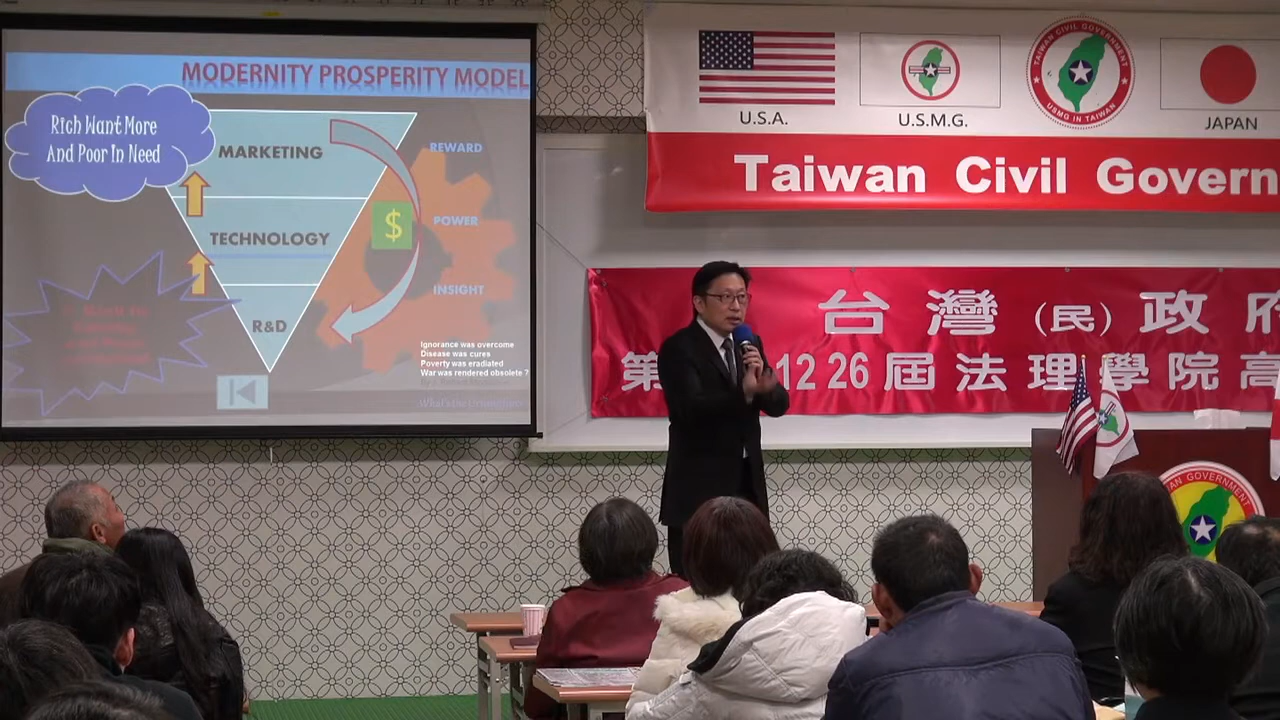 MODERNITY PROSPERITY MODEL
Rich Want More
And Poor In Need
MARKETING
TECHNOLOGY
R&D
$
REWARD
POWER
INSIGHT
Ignorance was overcome
Disease was cures
Poverty was eradiated
War was rendered obsolete ?
U.S.A.
U.S.M.G.
TAIWAN CIVIL GOVERNMENT
USMG IN TAIWAN
JAPAN
Taiwan Civil Govern
台灣(民)政府
第 12 26 屆法理學院高
GOVERNMENT